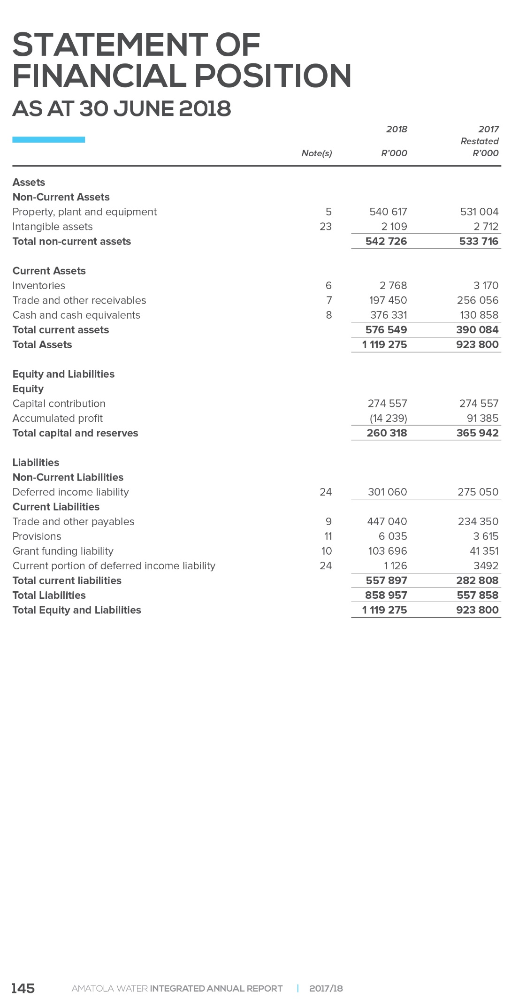 STATEMENT OF
FINANCIAL POSITION
AS AT 30 JUNE 2018
2018 2017
Restated
Note(s) R’000 R’000
Assets
Non-Current Assets
Property, plant and equipment 5 540 617 531 004
Intangible assets 23 2 109 2 712
Total non-current assets 542 726 533 716
Current Assets
Inventories 6 2 768 3 170
Trade and other receivables 7 197 450 256 056
Cash and cash equivalents 8 376 331 130 858
Total current assets 576 549 390 084
Total Assets 1 119 275 923 800
Equity and Liabilities
Equity
Capital contribution 274 557 274 557
Accumulated profit (14 239) 91 385
Total capital and reserves 260 318 365 942
Liabilities
Non-Current Liabilities
Deferred income liability 24 301 060 275 050
Current Liabilities
Trade and other payables 9 447 040 234 350
Provisions 11 6 035 3 615
Grant funding liability 10 103 696 41 351
Current portion of deferred income liability 24 1 126 3492
Total current liabilities 557 897 282 808
Total Liabilities 858 957 557 858
Total Equity and Liabilities 1 119 275 923 800
145 AMATOLA WATER INTEGRATED ANNUAL REPORT | 2017/18